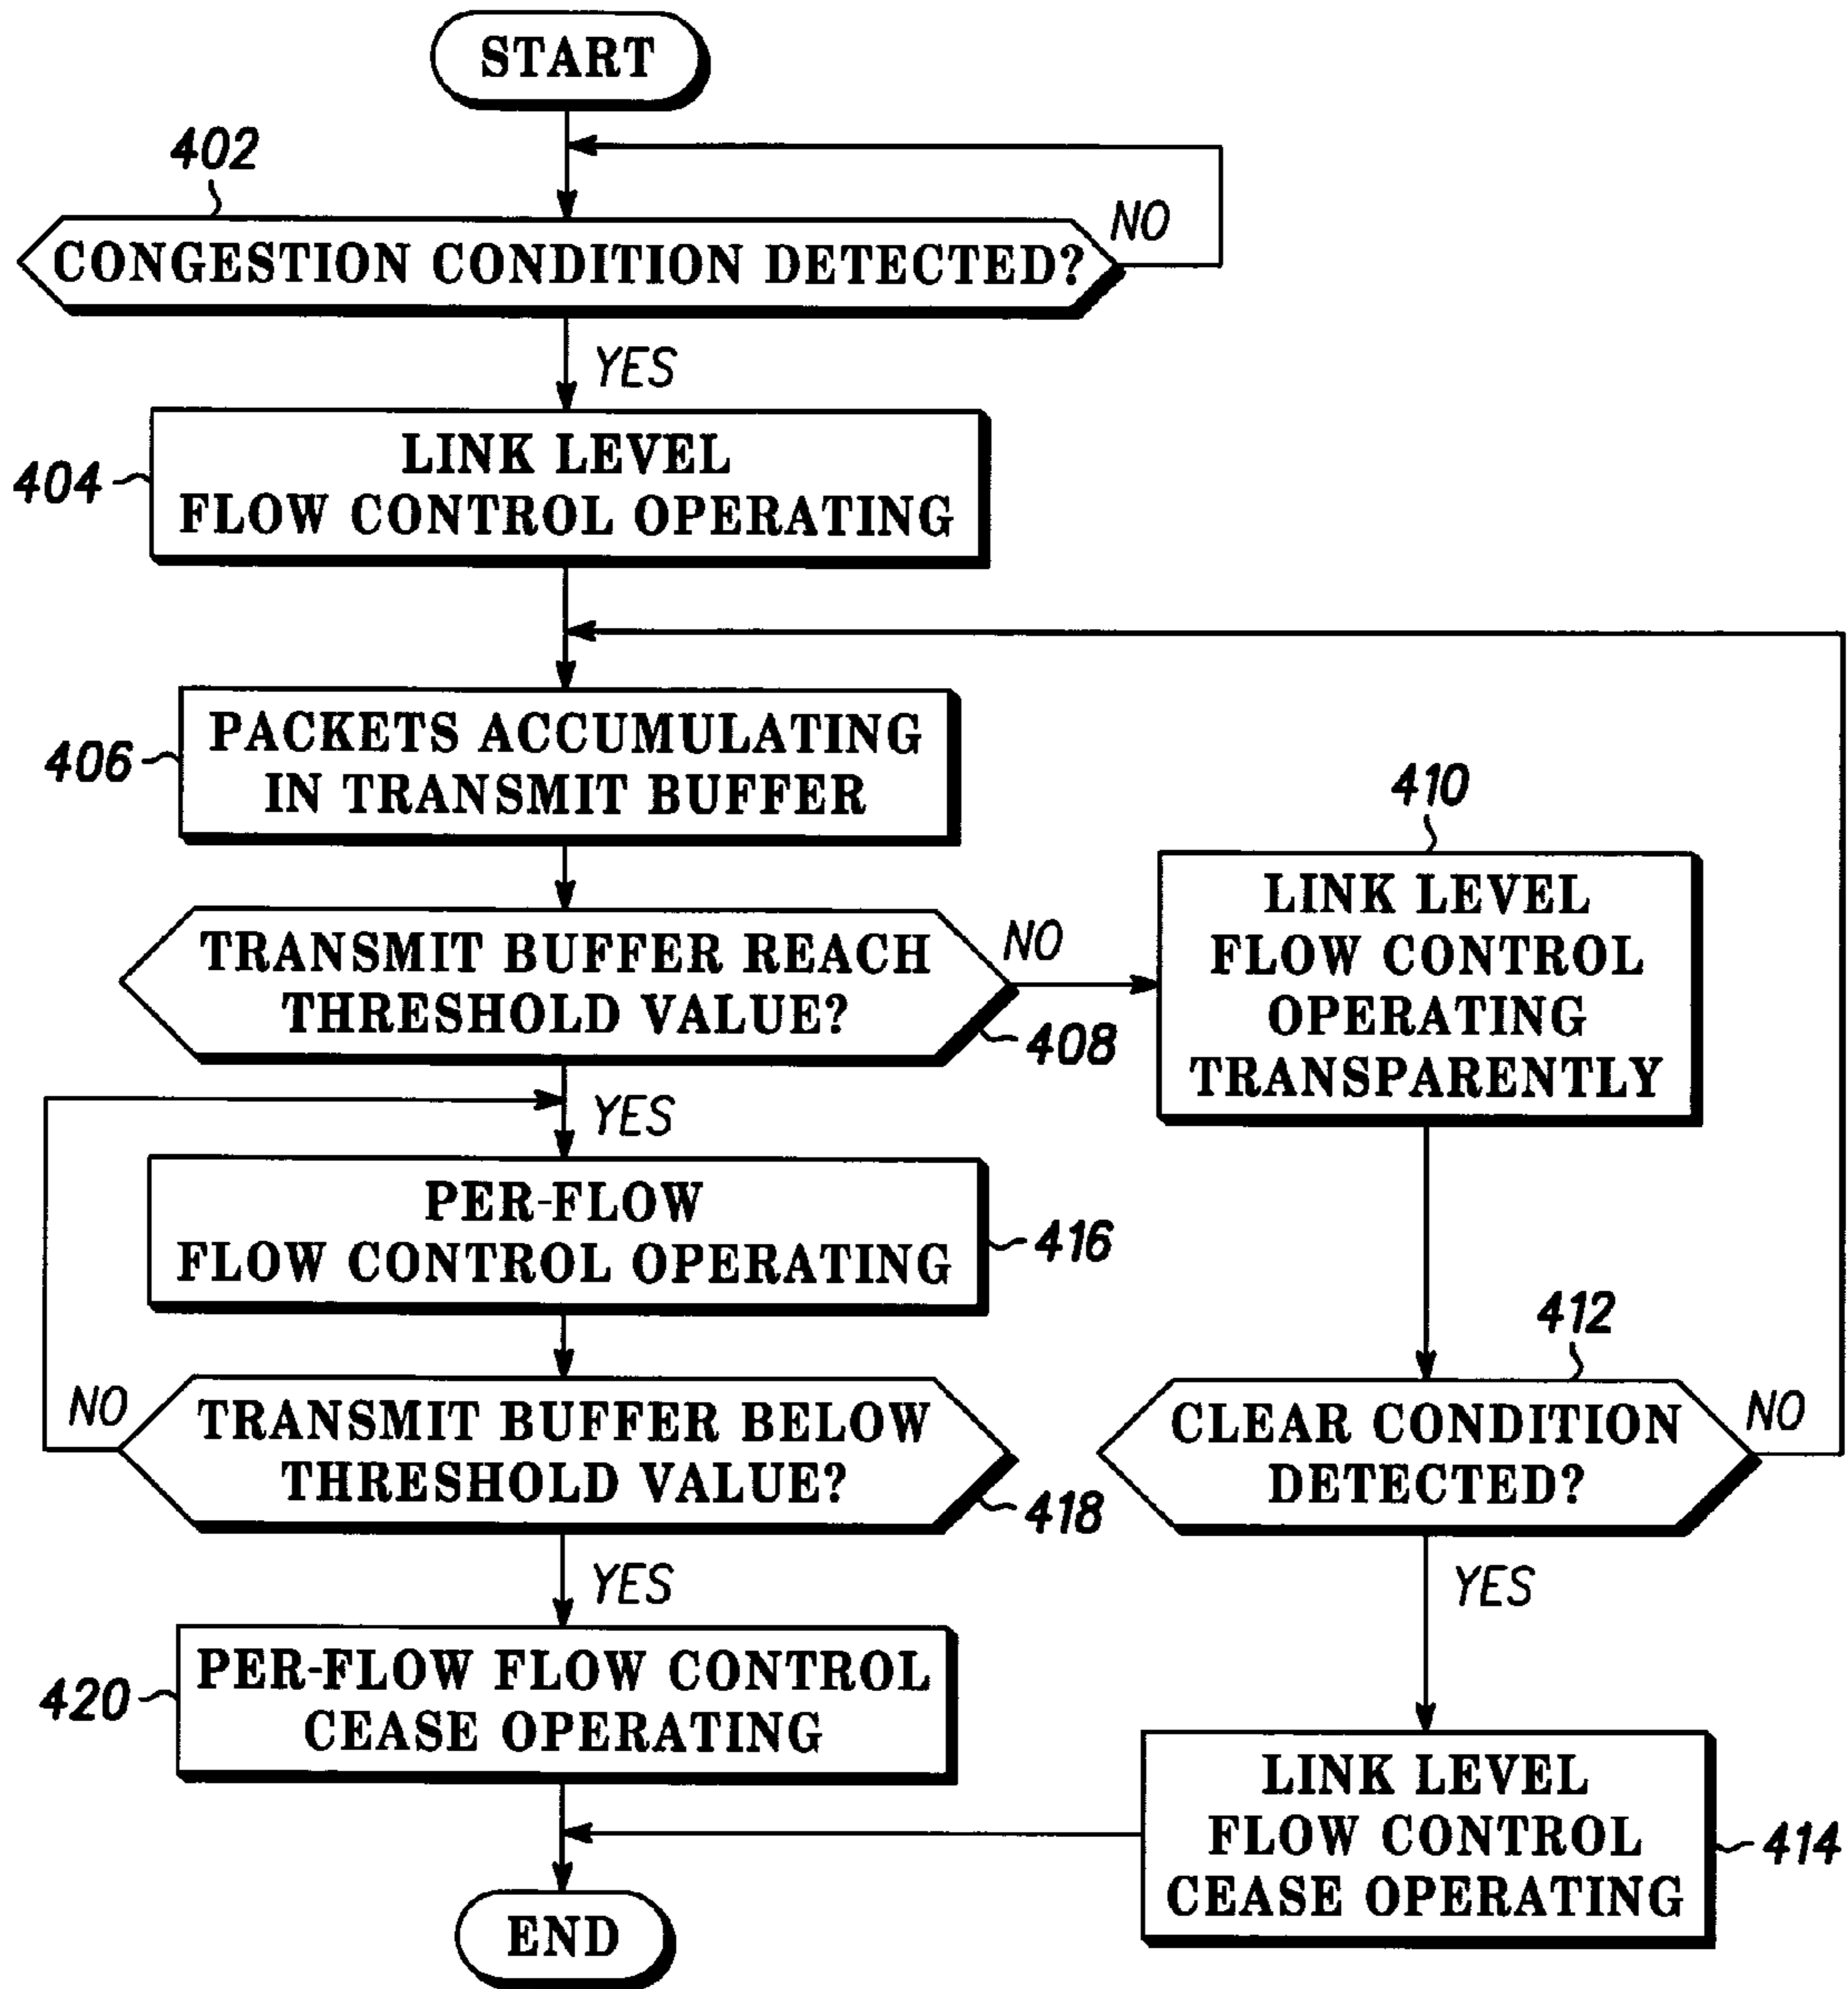 START
402
CONGESTION CONDITION DETECTED?
NO
YES
404
LINK LEVEL
FLOW CONTROL OPERATING
406
PACKETS ACCUMULATING
IN TRANSMIT BUFFER
TRANSMIT BUFFER REACH
THRESHOLD VALUE?
408
NO
410
LINK LEVEL
FLOW CONTROL
OPERATING
TRANSPARENTLY
YES
PER-FLOW
FLOW CONTROL OPERATING
416
412
NO
TRANSMIT BUFFER BELOW
THRESHOLD VALUE?
418
CLEAR CONDITION
DETECTED?
NO
YES
YES
420
PER-FLOW FLOW CONTROL
CEASE OPERATING
LINK LEVEL
FLOW CONTROL
CEASE OPERATING
414
END